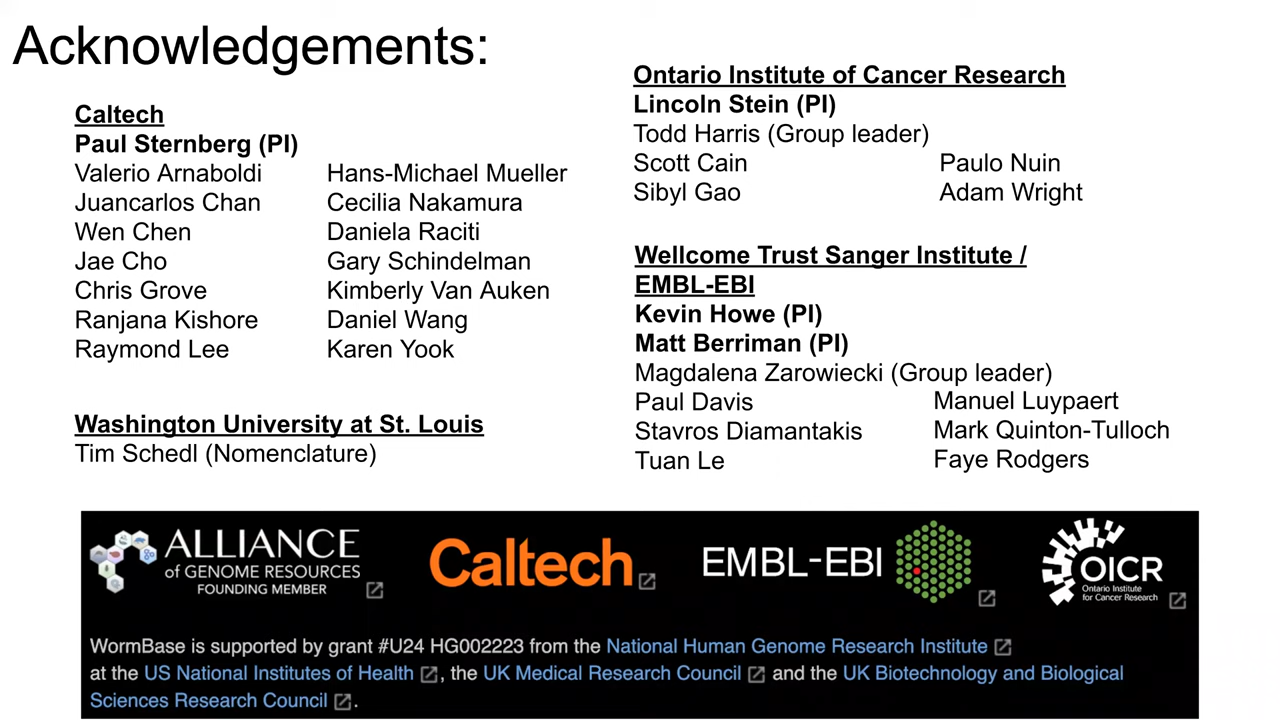 Acknowledgements:
Caltech
Paul Sternberg (PI)
Valerio Arnaboldi
Juancarlos Chan
Wen Chen
Jae Cho
Chris Grove
Ranjana Kishore
Raymond Lee
Hans-Michael Mueller
Cecilia Nakamura
Daniela Raciti
Gary Schindelman
Kimberly Van Auken
Daniel Wang
Karen Yook
Washington University at St. Louis
Tim Schedl (Nomenclature)
Ontario Institute of Cancer Research
Lincoln Stein (PI)
Todd Harris (Group leader)
Scott Cain
Sibyl Gao
Paulo Nuin
Adam Wright
Wellcome Trust Sanger Institute /
EMBL-EBI
Kevin Howe (PI)
Matt Berriman (PI)
Magdalena Zarowiecki (Group leader)
Paul Davis
Stavros Diamantakis
Tuan Le
Manuel Luypaert
Mark Quinton-Tulloch
Faye Rodgers
ALLIANCE
of GENOME RESOURCES
FOUNDING MEMBER
Caltech
EMBL-EBI
OICR
Ontario Institute
for Cancer Research
WormBase is supported by grant #U24 HG002223 from the National Human Genome Research Institute
at the US National Institutes of Health, the UK Medical Research Council and the UK Biotechnology and Biological
Sciences Research Council.